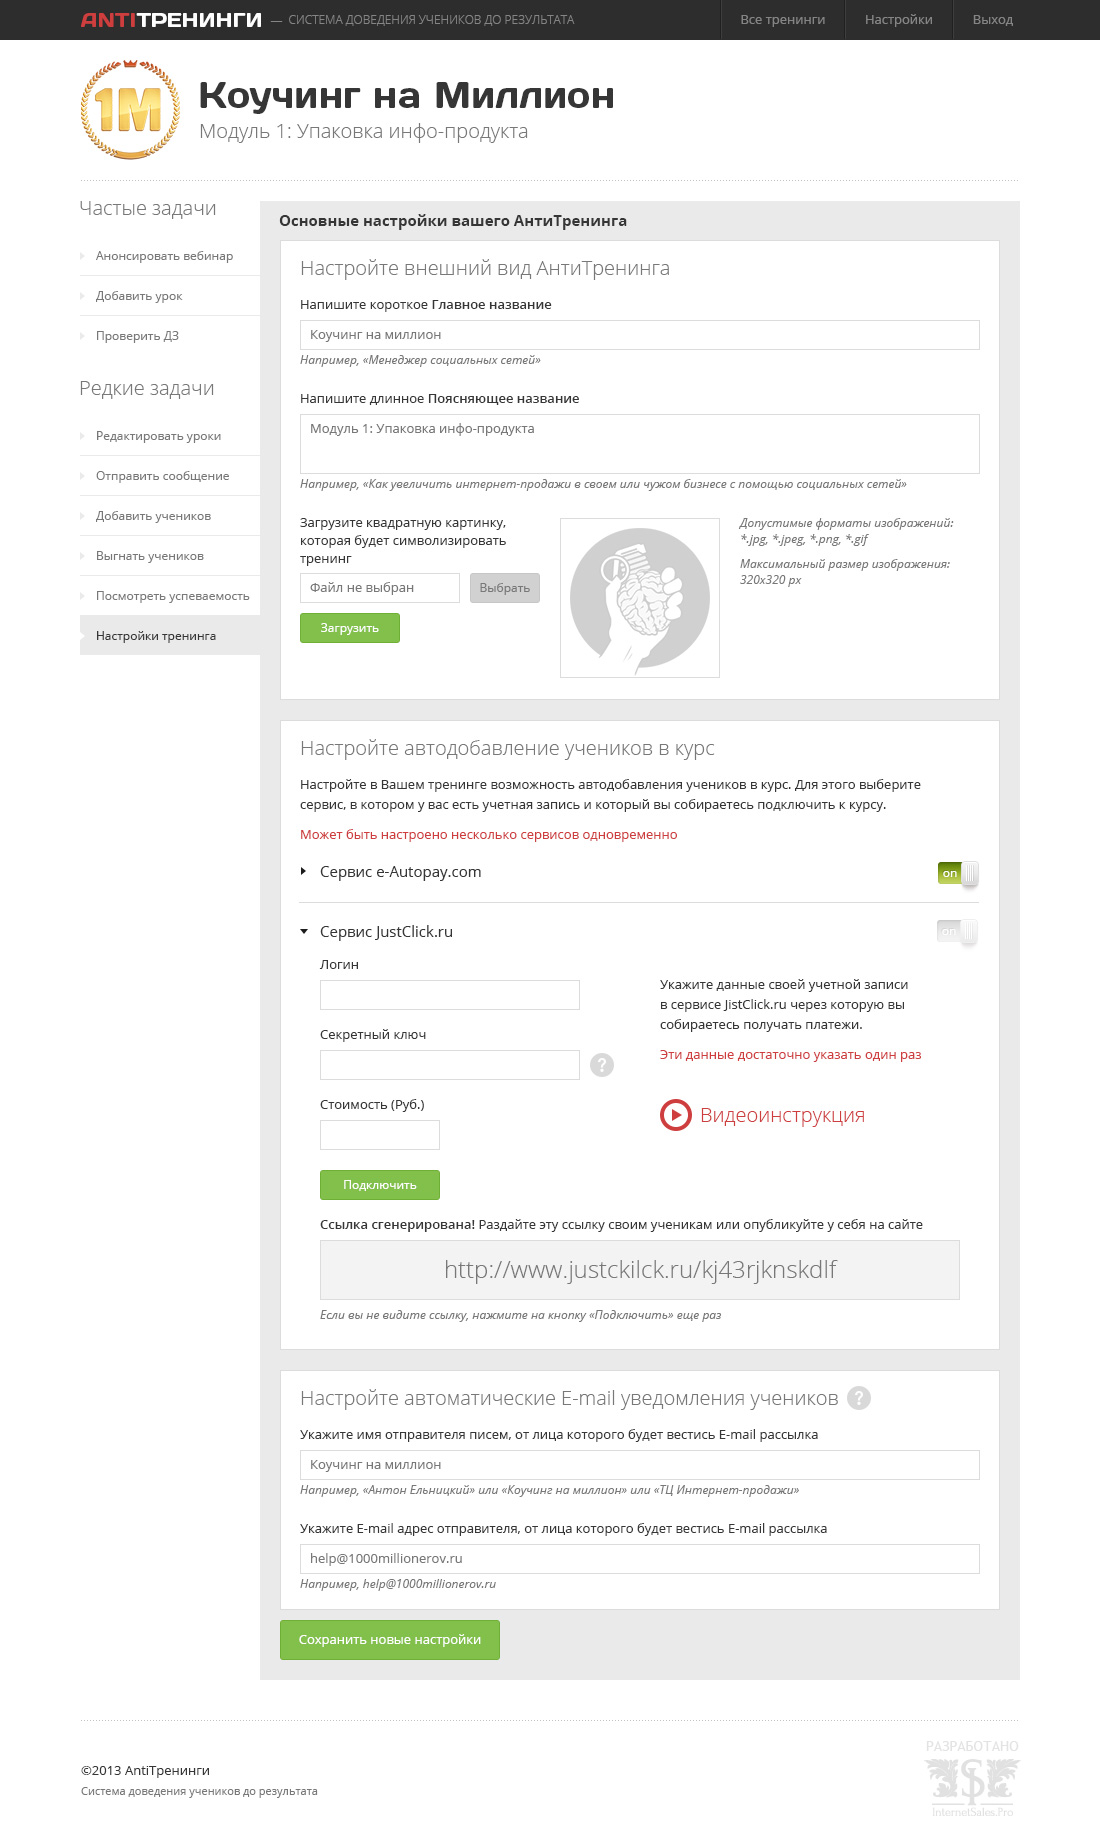 ANTIТРЕНИНГИ — СИСТЕМА ДОВЕДЕНИЯ УЧЕНИКОВ ДО РЕЗУЛЬТАТА
Все тренинги
Настройки
Выход
1М
Коучинг на Миллион
Модуль 1: Упаковка инфо-продукта
Частые задачи
Анонсировать вебинар
Добавить урок
Проверить ДЗ
Редкие задачи
Редактировать уроки
Отправить сообщение
Добавить учеников
Выгнать учеников
Посмотреть успеваемость
Настройки тренинга
Основные настройки вашего АнтиТренинга
Настройте внешний вид АнтиТренинга
Напишите короткое Главное название
Коучинг на миллион
Например, «Менеджер социальных сетей»
Напишите длинное Поясняющее название
Модуль 1: Упаковка инфо-продукта
Например, «Как увеличить интернет-продажи в своем или чужом бизнесе с помощью социальных сетей»
Загрузите квадратную картинку,
которая будет символизировать
тренинг
Файл не выбран
Выбрать
Загрузить
Допустимые форматы изображений:
*.jpg, *.jpeg, *.png, *.gif
Максимальный размер изображения:
320x320 px
Настройте автодобавление учеников в курс
Настройте в Вашем тренинге возможность автодобавления учеников в курс. Для этого выберите
сервис, в котором у вас есть учетная запись и который вы собираетесь подключить к курсу.
Может быть настроено несколько сервисов одновременно
Сервис e-Autopay.com
on
Сервис JustClick.ru
on
Логин
Секретный ключ
?
Стоимость (Руб.)
Подключить
Укажите данные своей учетной записи
в сервисе JistClick.ru через которую вы
собираетесь получать платежи.
Эти данные достаточно указать один раз
Видеоинструкция
Ссылка сгенерирована! Раздайте эту ссылку своим ученикам или опубликуйте у себя на сайте
http://www.justckilck.ru/kj43rjknskdlf
Если вы не видите ссылку, нажмите на кнопку «Подключить» еще раз
Настройте автоматические E-mail уведомления учеников ?
Укажите имя отправителя писем, от лица которого будет вестись E-mail рассылка
Коучинг на миллион
Например, «Антон Ельницкий» или «Коучинг на миллион» или «ТЦ Интернет-продажи»
Укажите E-mail адрес отправителя, от лица которого будет вестись E-mail рассылка
help@1000millionerov.ru
Например, help@1000millionerov.ru
Сохранить новые настройки
©2013 AntiТренинги
Система доведения учеников до результата
РАЗРАБОТАНО
InternetSales.Pro